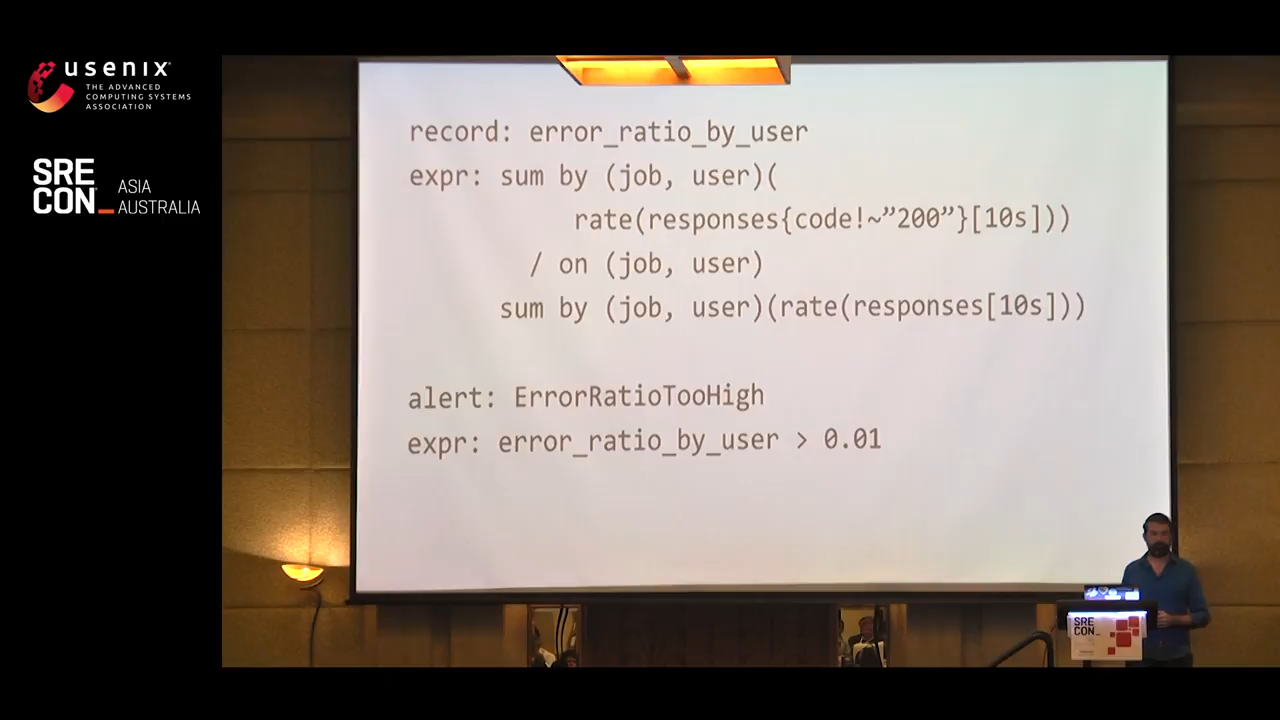 usenix
THE ADVANCED
COMPUTING SYSTEMS
ASSOCIATION
SRE
CON
ASIA
AUSTRALIA
record: error_ratio_by_user
expr: sum by (job, user)(
rate(responses{code!~”200”}[10s]))
/ on (job, user)
sum by (job, user)(rate(responses[10s]))
alert: ErrorRatioTooHigh
expr: error_ratio_by_user > 0.01
SRE
CON_